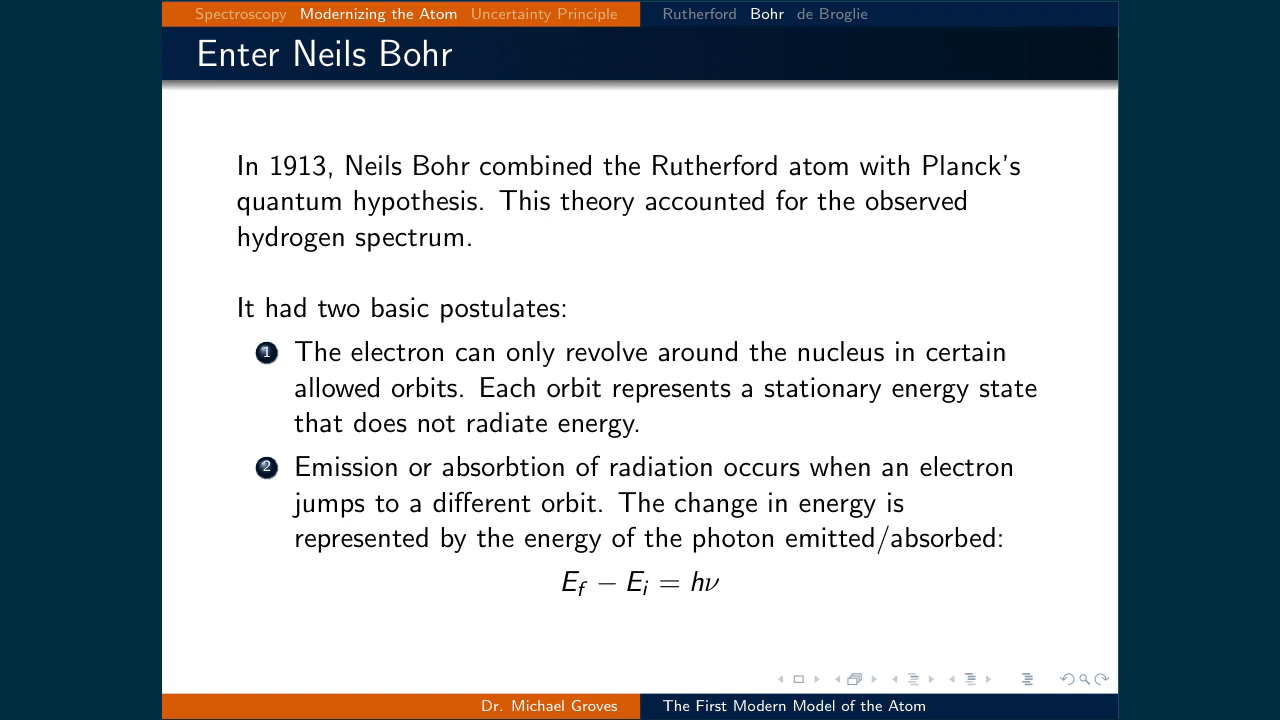 Spectroscopy Modernizing the Atom Uncertainty Principle Rutherford Bohr de Broglie
Enter Neils Bohr
In 1913, Neils Bohr combined the Rutherford atom with Planck's
quantum hypothesis. This theory accounted for the observed
hydrogen spectrum.
It had two basic postulates:
1 The electron can only revolve around the nucleus in certain
allowed orbits. Each orbit represents a stationary energy state
that does not radiate energy.
2 Emission or absorbtion of radiation occurs when an electron
jumps to a different orbit. The change in energy is
represented by the energy of the photon emitted/absorbed:
E_f − E_i = hν
Dr. Michael Groves The First Modern Model of the Atom